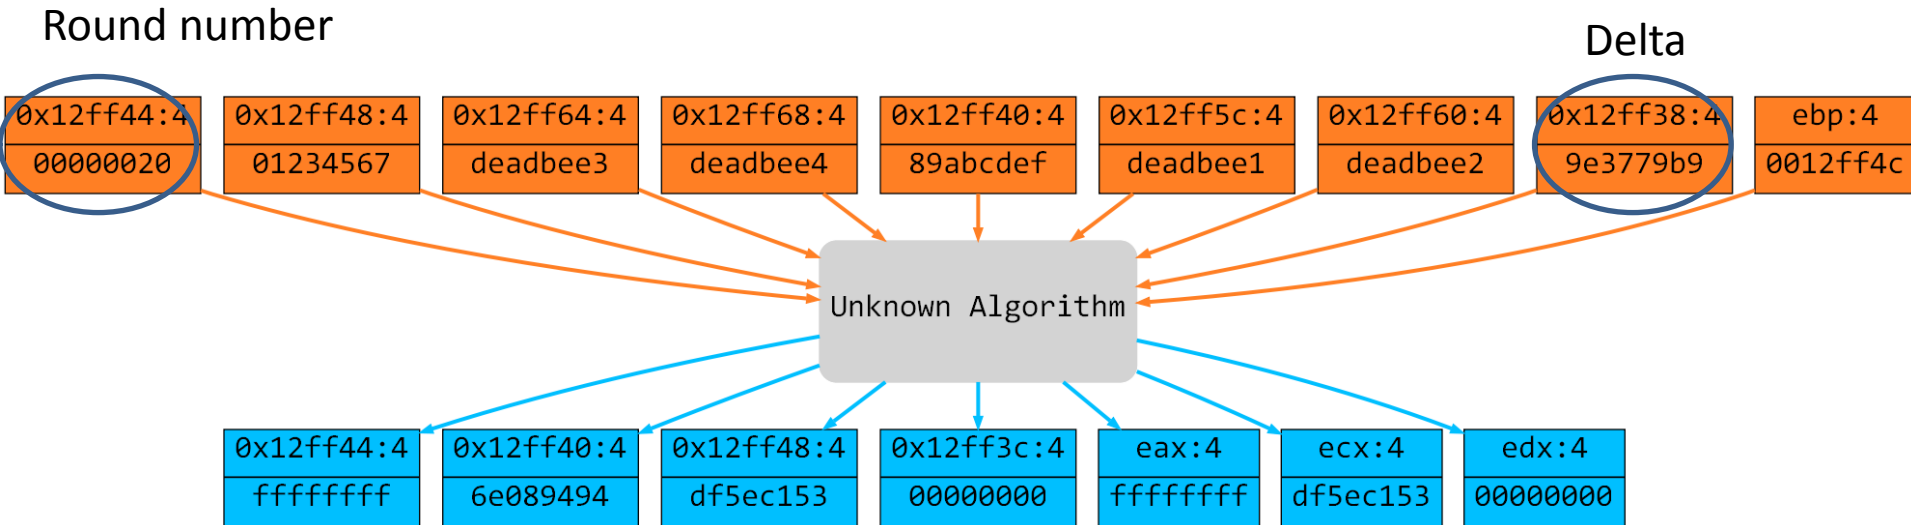 Round number
Delta
0x12ff44:4 0x12ff48:4 0x12ff64:4 0x12ff68:4 0x12ff40:4 0x12ff5c:4 0x12ff60:4 0x12ff38:4 ebp:4
00000020 01234567 deadbee3 deadbee4 89abcdef deadbee1 deadbee2 9e3779b9 0012ff4c
Unknown Algorithm
0x12ff44:4 0x12ff40:4 0x12ff48:4 0x12ff3c:4 eax:4 ecx:4 edx:4
ffffffff 6e089494 df5ec153 00000000 ffffffff df5ec153 00000000